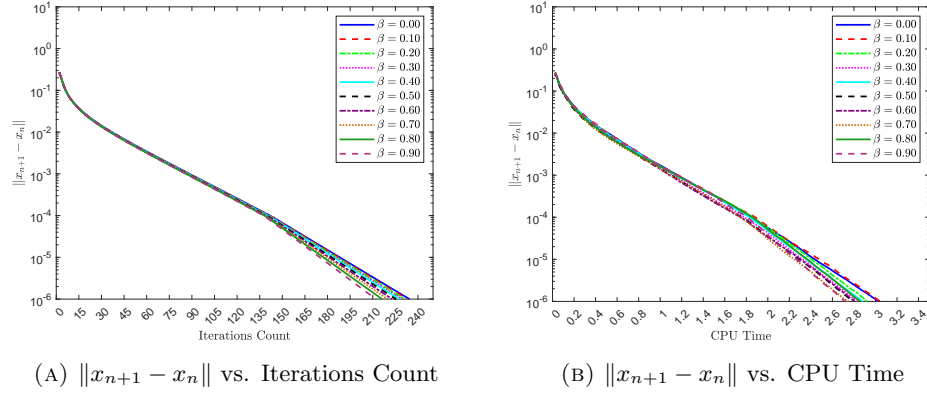 10^1
10^0
10^-1
10^-2
10^-3
10^-4
10^-5
10^-6
‖x_{n+1} − x_n‖
β = 0.00
β = 0.10
β = 0.20
β = 0.30
β = 0.40
β = 0.50
β = 0.60
β = 0.70
β = 0.80
β = 0.90
0 15 30 45 60 75 90 105 120 135 150 165 180 195 210 225 240
Iterations Count
(A) ‖x_{n+1} − x_n‖ vs. Iterations Count
10^1
10^0
10^-1
10^-2
10^-3
10^-4
10^-5
10^-6
‖x_{n+1} − x_n‖
β = 0.00
β = 0.10
β = 0.20
β = 0.30
β = 0.40
β = 0.50
β = 0.60
β = 0.70
β = 0.80
β = 0.90
0 0.2 0.4 0.6 0.8 1 1.2 1.4 1.6 1.8 2 2.2 2.4 2.6 2.8 3 3.2 3.4
CPU Time
(B) ‖x_{n+1} − x_n‖ vs. CPU Time